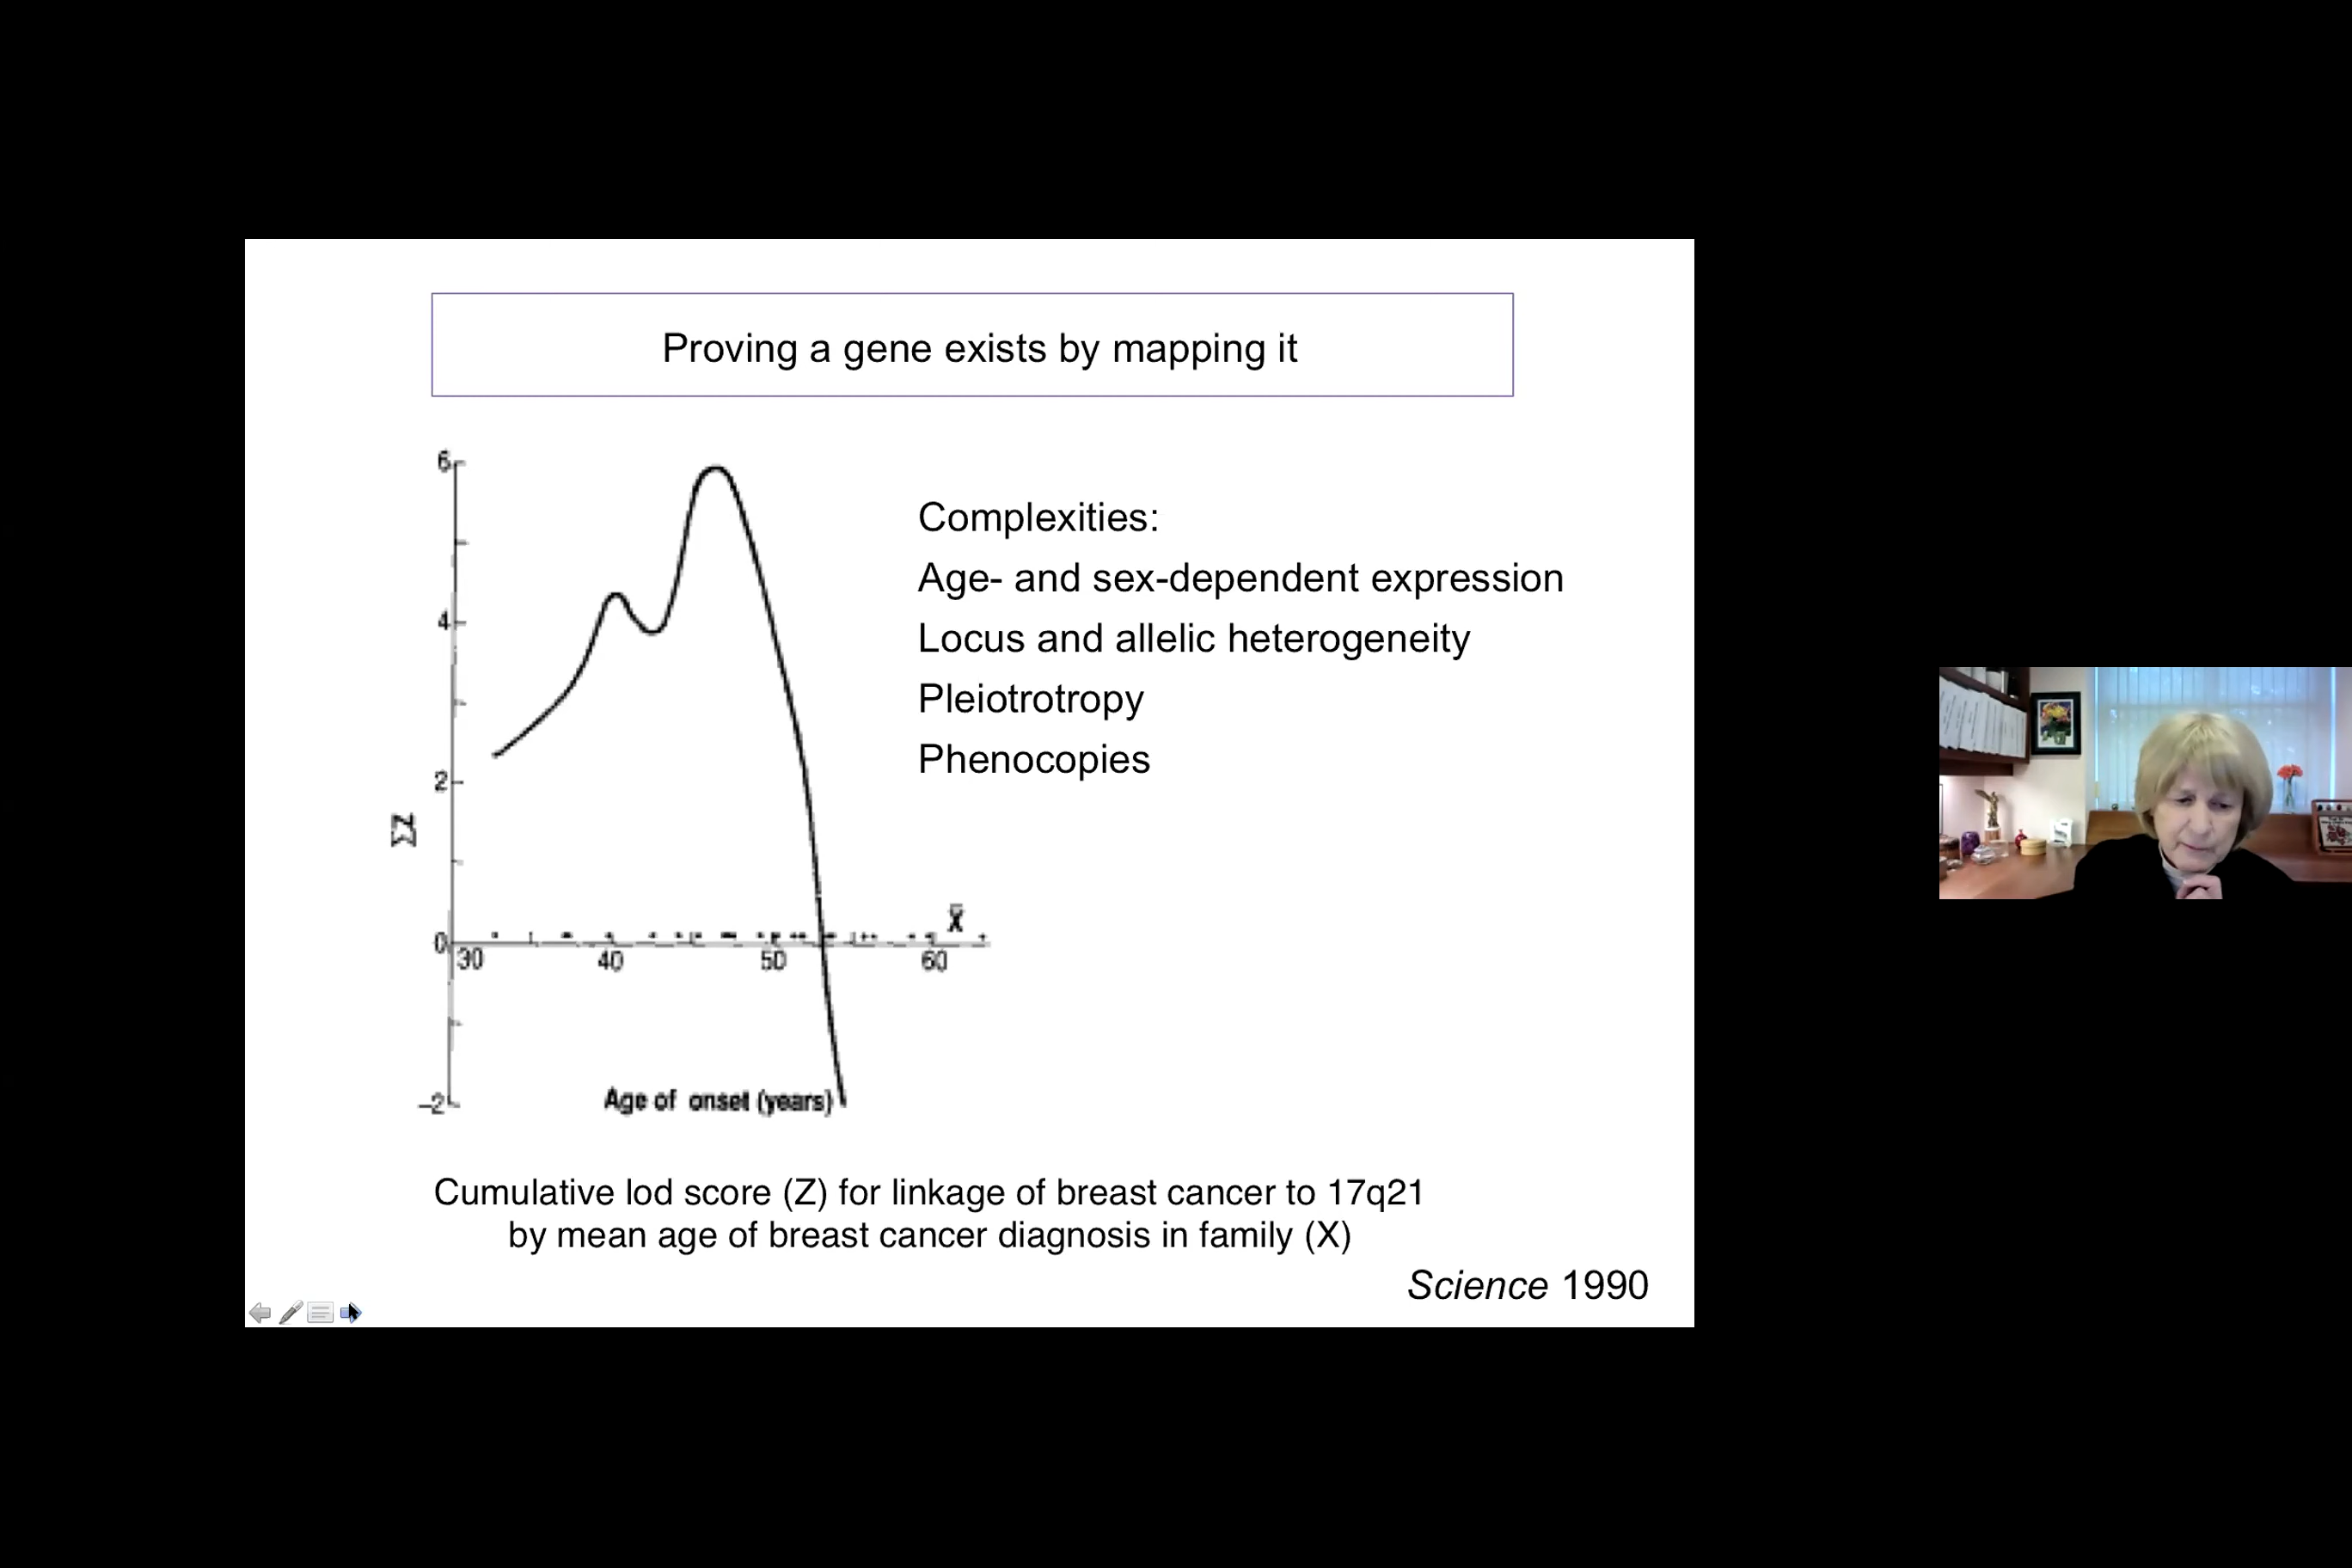 Proving a gene exists by mapping it
6
4
2
0
-2
ΣZ
30
40
50
60
X̄
Age of onset (years)
Complexities:
Age- and sex-dependent expression
Locus and allelic heterogeneity
Pleiotrotropy
Phenocopies
Cumulative lod score (Z) for linkage of breast cancer to 17q21
by mean age of breast cancer diagnosis in family (X)
Science 1990